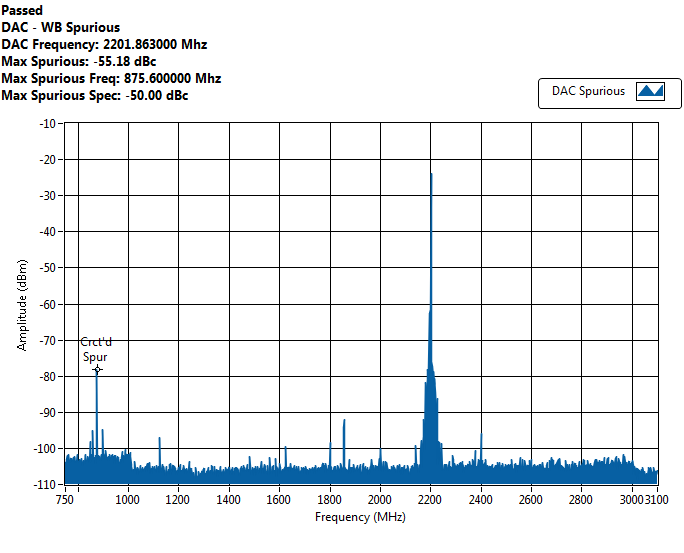 Passed
DAC - WB Spurious
DAC Frequency: 2201.863000 Mhz
Max Spurious: -55.18 dBc
Max Spurious Freq: 875.600000 Mhz
Max Spurious Spec: -50.00 dBc
DAC Spurious
-10
-20
-30
-40
-50
-60
-70
-80
-90
-100
-110
Amplitude (dBm)
Crct'd
Spur
750 1000 1200 1400 1600 1800 2000 2200 2400 2600 2800 3000 3100
Frequency (MHz)